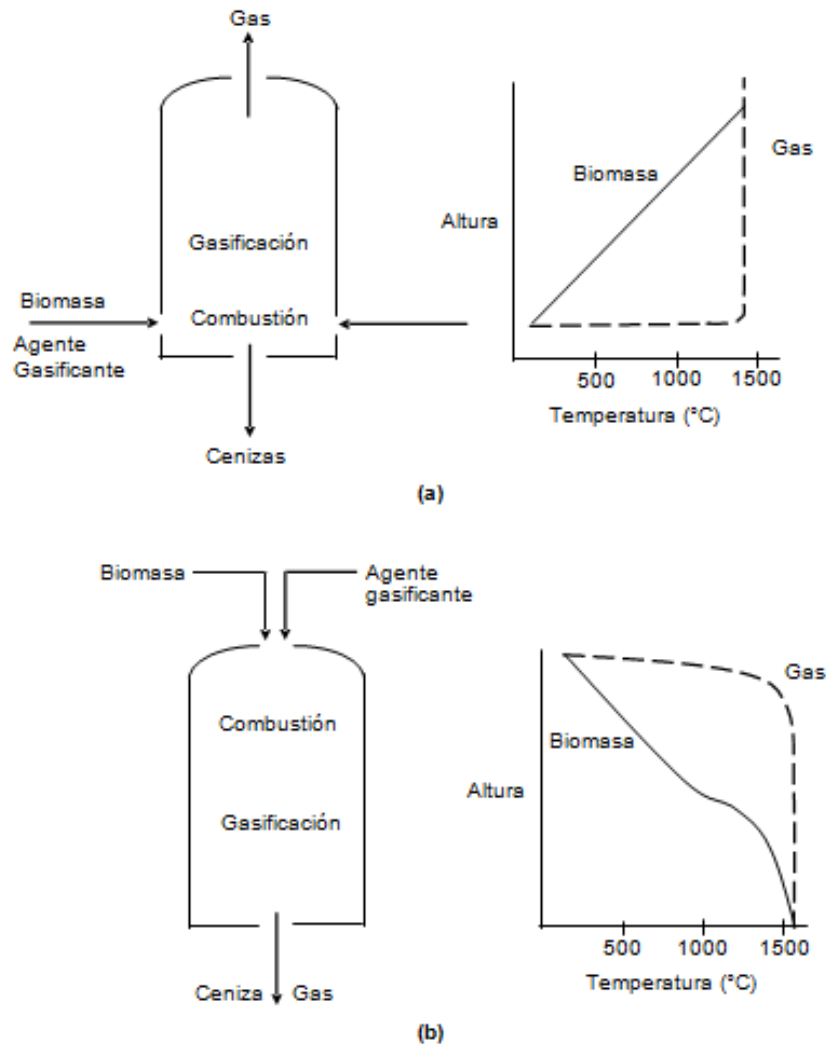 Gas
Gasificación
Biomasa
Agente
Gasificante
Combustión
Cenizas
Altura
Biomasa
Gas
500
1000
1500
Temperatura (°C)
(a)
Biomasa
Agente
gasificante
Combustión
Gasificación
Ceniza
Gas
Altura
Biomasa
Gas
500
1000
1500
Temperatura (°C)
(b)